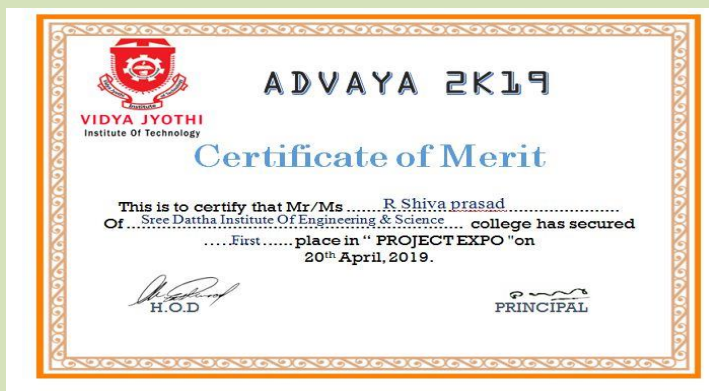 ADVAYA 2K19
VIDYA JYOTHI
Institute Of Technology
Certificate of Merit
This is to certify that Mr/Ms ......R Shiva prasad......................
Of ...Sree Dattha Institute Of Engineering & Science.... college has secured
.....First...... place in “ PROJECT EXPO "on
20th April, 2019.
H.O.D
PRINCIPAL